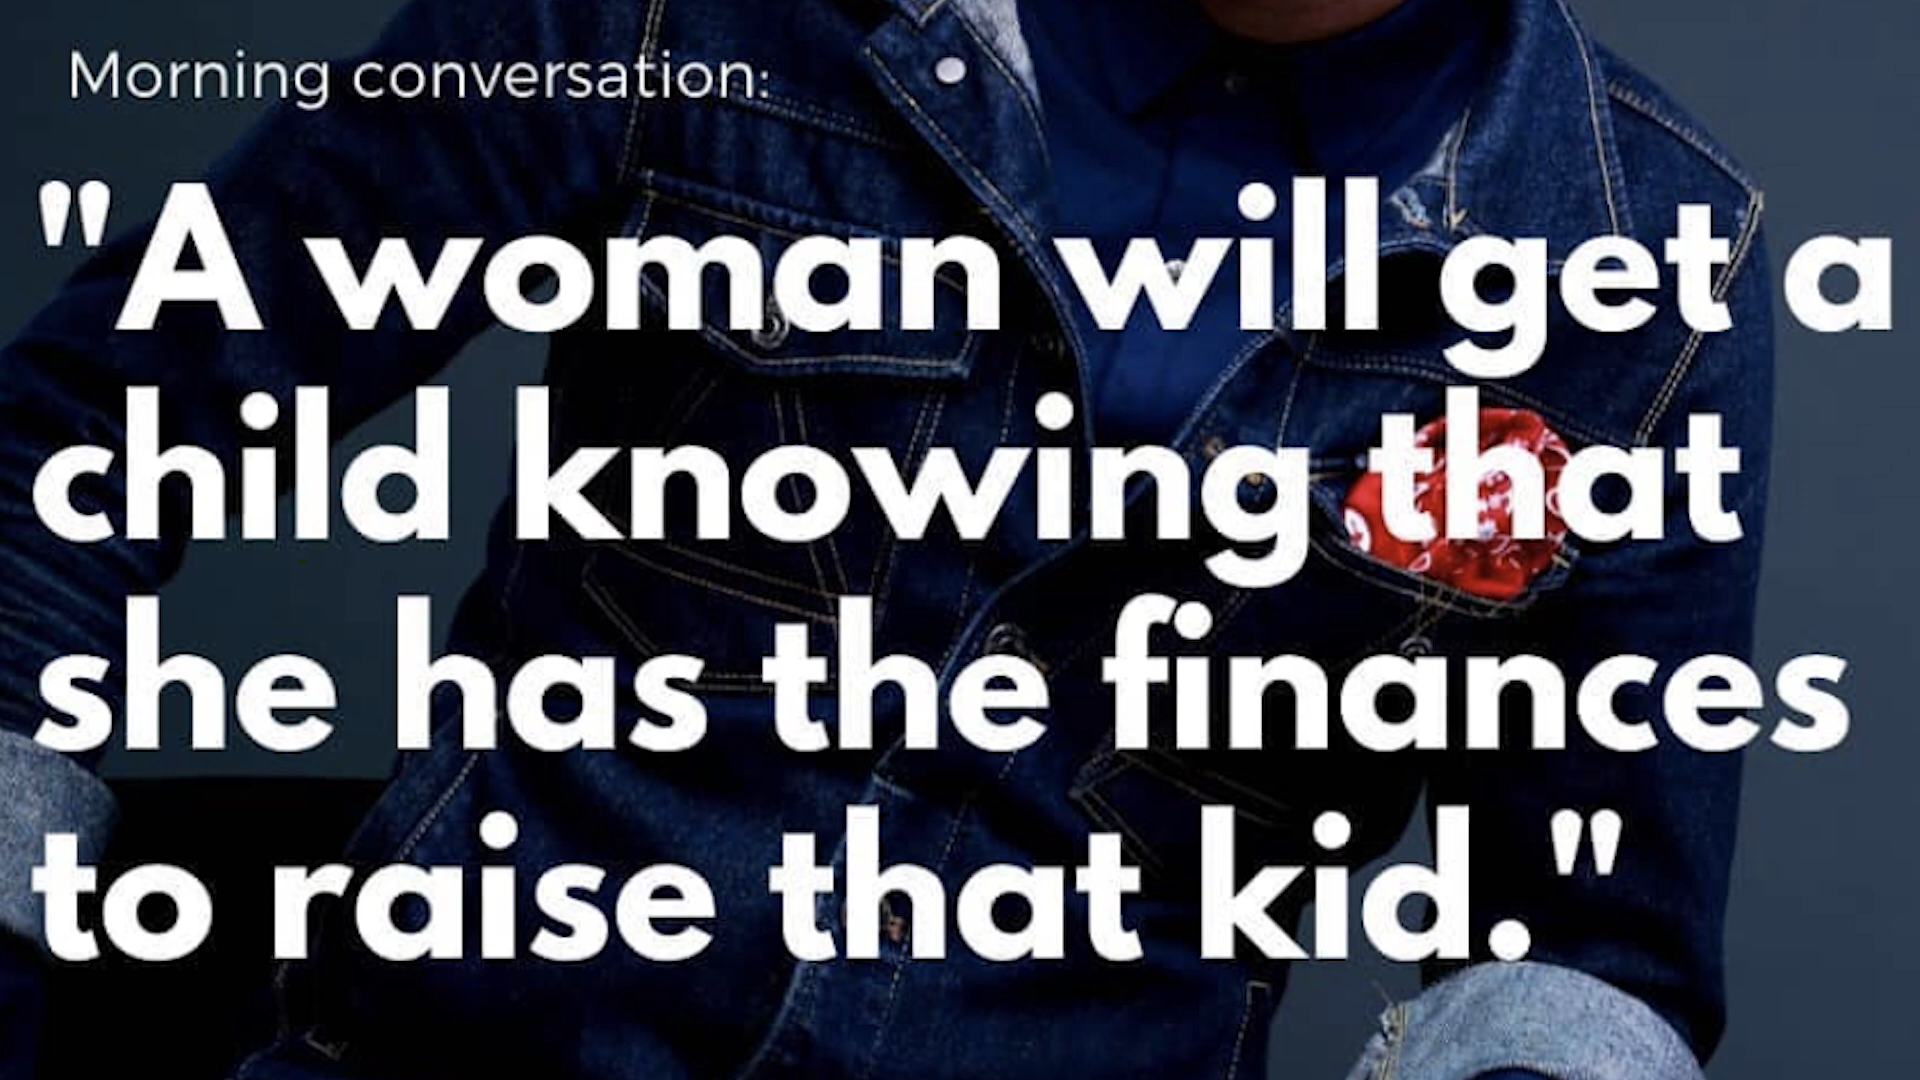 Morning conversation:
"A woman will get a
child knowing that
she has the finances
to raise that kid."